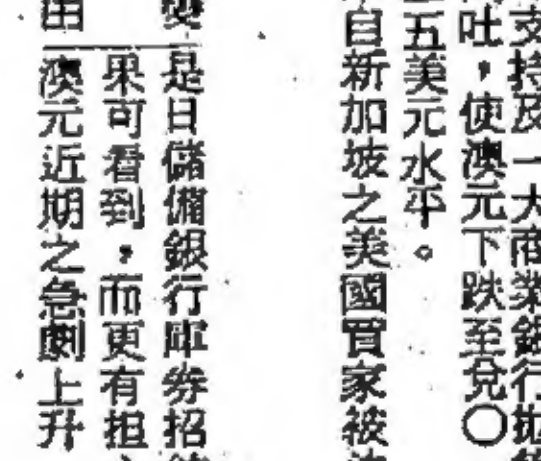 支持及一大商業銀行拋
吐，使澳元下跌至兌〇
五美元水平。
自新加坡之美國買家被
是日儲備銀行庫券招
果可看到，而更有担
由澳元近期之急劇上升